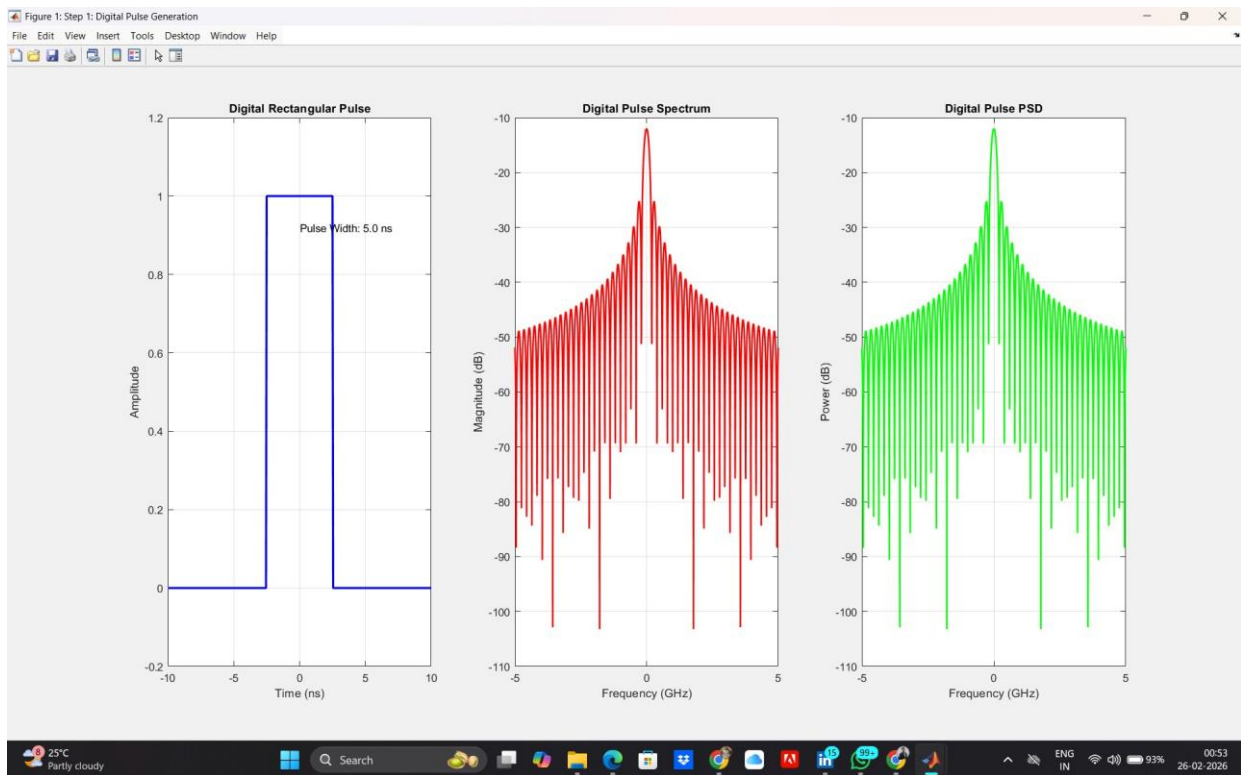 Figure 1: Step 1: Digital Pulse Generation
File Edit View Insert Tools Desktop Window Help
Digital Rectangular Pulse
1.2
1
0.8
0.6
0.4
0.2
0
-0.2
Amplitude
Pulse Width: 5.0 ns
-10 -5 0 5 10
Time (ns)
Digital Pulse Spectrum
-10
-20
-30
-40
-50
-60
-70
-80
-90
-100
-110
Magnitude (dB)
-5 0 5
Frequency (GHz)
Digital Pulse PSD
-10
-20
-30
-40
-50
-60
-70
-80
-90
-100
-110
Power (dB)
-5 0 5
Frequency (GHz)
8
25°C
Partly cloudy
Search
15
99+
ENG
IN
93%
00:53
26-02-2026